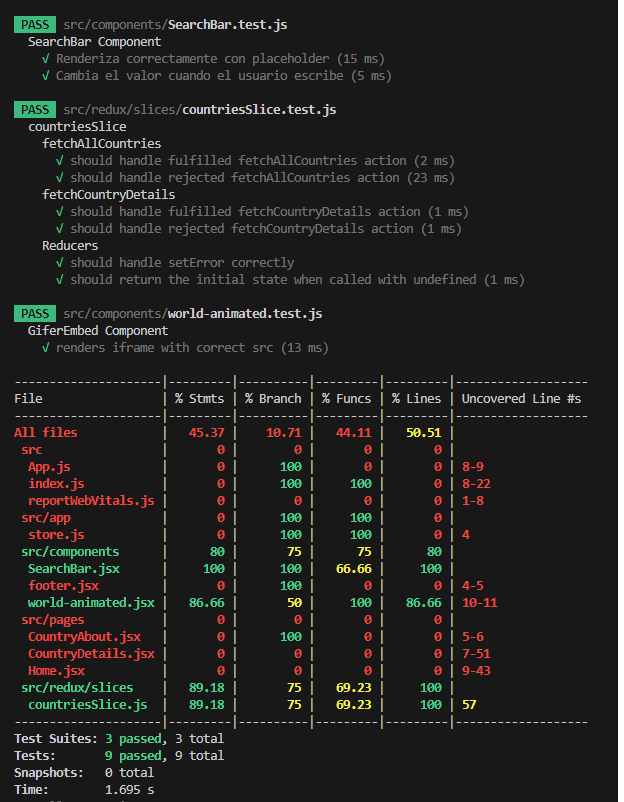 PASS src/components/SearchBar.test.js
SearchBar Component
√ Renderiza correctamente con placeholder (15 ms)
√ Cambia el valor cuando el usuario escribe (5 ms)
PASS src/redux/slices/countriesSlice.test.js
countriesSlice
fetchAllCountries
√ should handle fulfilled fetchAllCountries action (2 ms)
√ should handle rejected fetchAllCountries action (23 ms)
fetchCountryDetails
√ should handle fulfilled fetchCountryDetails action (1 ms)
√ should handle rejected fetchCountryDetails action (1 ms)
Reducers
√ should handle setError correctly
√ should return the initial state when called with undefined (1 ms)
PASS src/components/world-animated.test.js
GiferEmbed Component
√ renders iframe with correct src (13 ms)
---------------------|---------|----------|---------|---------|-------------------
File | % Stmts | % Branch | % Funcs | % Lines | Uncovered Line #s
---------------------|---------|----------|---------|---------|-------------------
All files | 45.37 | 10.71 | 44.11 | 50.51 |
src | 0 | 0 | 0 | 0 |
App.js | 0 | 100 | 0 | 0 | 8-9
index.js | 0 | 100 | 100 | 0 | 8-22
reportWebVitals.js | 0 | 0 | 0 | 0 | 1-8
src/app | 0 | 100 | 100 | 0 |
store.js | 0 | 100 | 100 | 0 | 4
src/components | 80 | 75 | 75 | 80 |
SearchBar.jsx | 100 | 100 | 66.66 | 100 |
footer.jsx | 0 | 100 | 0 | 0 | 4-5
world-animated.jsx | 86.66 | 50 | 100 | 86.66 | 10-11
src/pages | 0 | 0 | 0 | 0 |
CountryAbout.jsx | 0 | 100 | 0 | 0 | 5-6
CountryDetails.jsx | 0 | 0 | 0 | 0 | 7-51
Home.jsx | 0 | 0 | 0 | 0 | 9-43
src/redux/slices | 89.18 | 75 | 69.23 | 100 |
countriesSlice.js | 89.18 | 75 | 69.23 | 100 | 57
---------------------|---------|----------|---------|---------|-------------------
Test Suites: 3 passed, 3 total
Tests: 9 passed, 9 total
Snapshots: 0 total
Time: 1.695 s